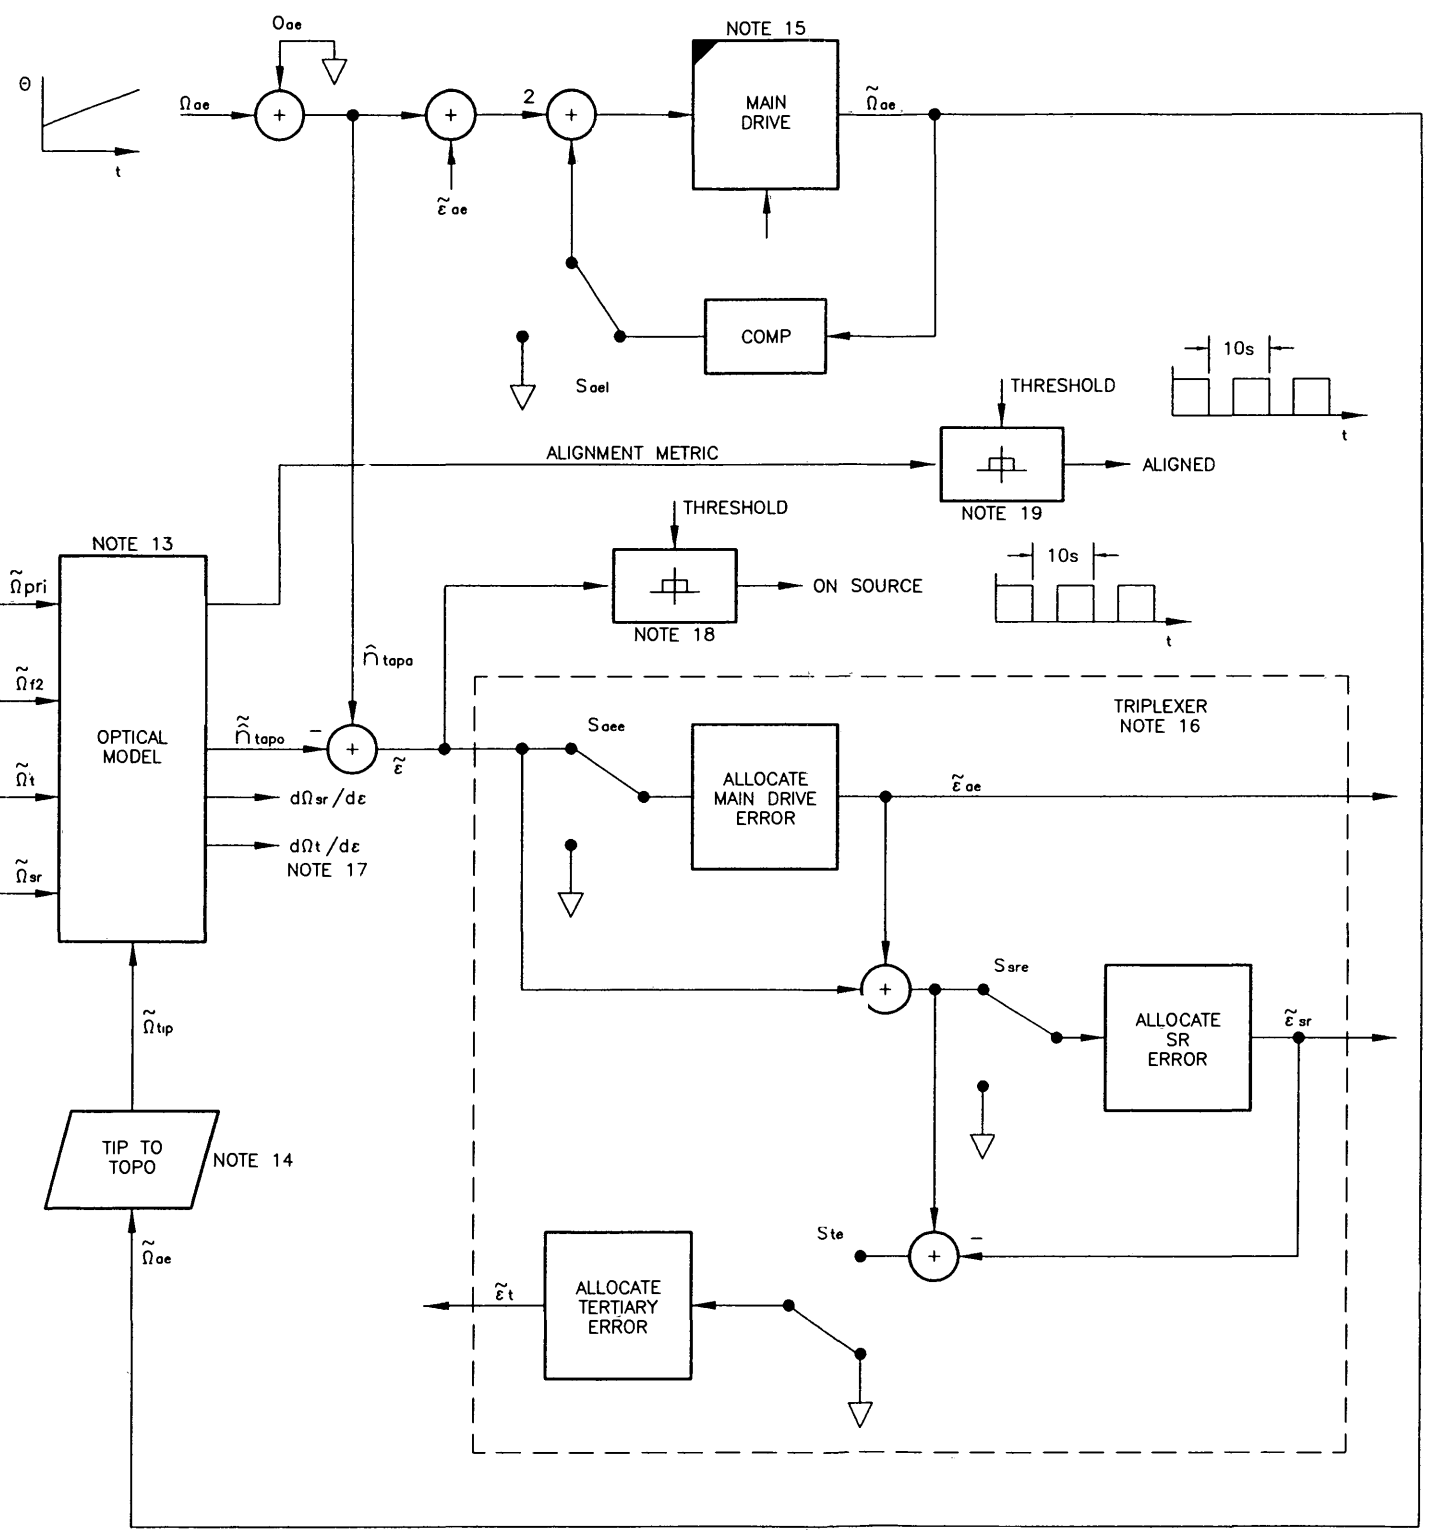 Oae
NOTE 15
Θ
Ωae
+
+
2
+
MAIN
DRIVE
Ω̃ae
t
ε̃ae
COMP
10s
Sael
THRESHOLD
t
ALIGNMENT METRIC
ALIGNED
THRESHOLD
NOTE 19
NOTE 13
10s
Ω̃pri
ON SOURCE
NOTE 18
t
n̂tapa
Ω̃f2
TRIPLEXER
NOTE 16
Saee
OPTICAL
MODEL
ñ̂tapo
-
+
ε̃
Ω̃t
dΩsr/dε
ALLOCATE
MAIN DRIVE
ERROR
ε̃ae
dΩt/dε
NOTE 17
Ω̃sr
Ssre
+
Ω̃tip
ALLOCATE
SR
ERROR
ε̃sr
TIP TO
TOPO
NOTE 14
Ste
-
+
Ω̃ae
ε̃t
ALLOCATE
TERTIARY
ERROR